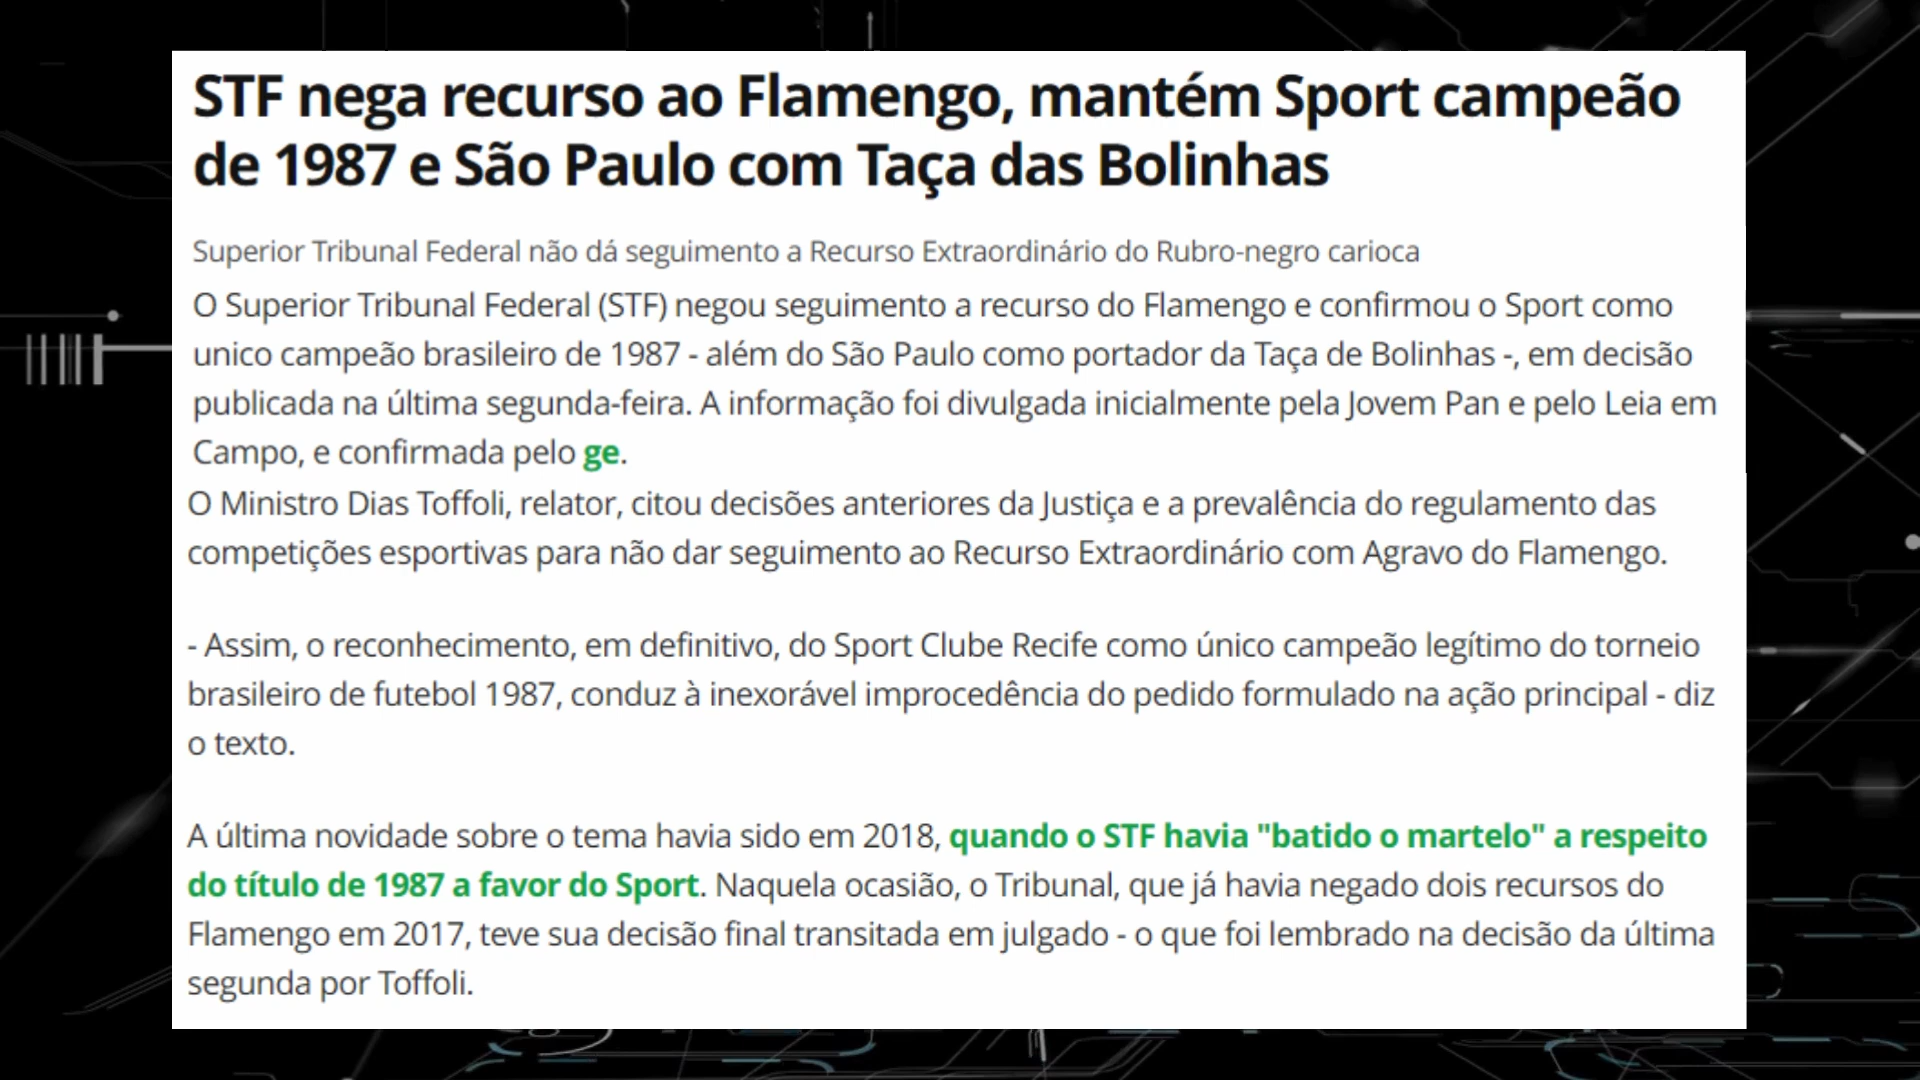 STF nega recurso ao Flamengo, mantém Sport campeão
de 1987 e São Paulo com Taça das Bolinhas
Superior Tribunal Federal não dá seguimento a Recurso Extraordinário do Rubro-negro carioca
O Superior Tribunal Federal (STF) negou seguimento a recurso do Flamengo e confirmou o Sport como
unico campeão brasileiro de 1987 - além do São Paulo como portador da Taça de Bolinhas -, em decisão
publicada na última segunda-feira. A informação foi divulgada inicialmente pela Jovem Pan e pelo Leia em
Campo, e confirmada pelo ge.
O Ministro Dias Toffoli, relator, citou decisões anteriores da Justiça e a prevalência do regulamento das
competições esportivas para não dar seguimento ao Recurso Extraordinário com Agravo do Flamengo.
- Assim, o reconhecimento, em definitivo, do Sport Clube Recife como único campeão legítimo do torneio
brasileiro de futebol 1987, conduz à inexorável improcedência do pedido formulado na ação principal - diz
o texto.
A última novidade sobre o tema havia sido em 2018, quando o STF havia "batido o martelo" a respeito
do título de 1987 a favor do Sport. Naquela ocasião, o Tribunal, que já havia negado dois recursos do
Flamengo em 2017, teve sua decisão final transitada em julgado - o que foi lembrado na decisão da última
segunda por Toffoli.